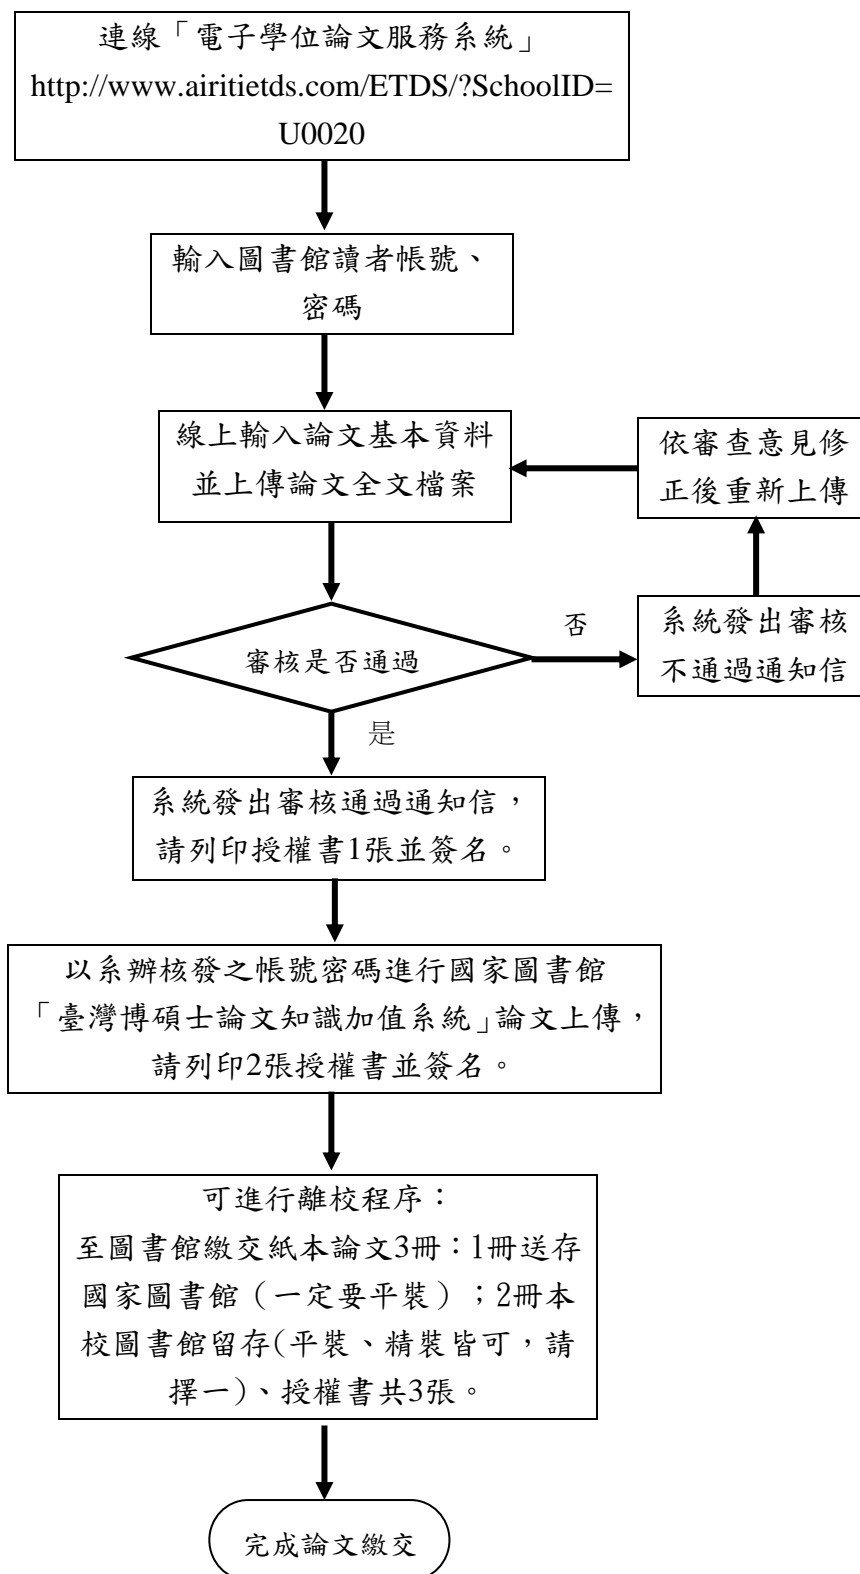 連線「電子學位論文服務系統」
http://www.airitietds.com/ETDS/?SchoolID=
U0020
輸入圖書館讀者帳號、
密碼
線上輸入論文基本資料
並上傳論文全文檔案
依審查意見修
正後重新上傳
審核是否通過
否
系統發出審核
不通過通知信
是
系統發出審核通過通知信，
請列印授權書1張並簽名。
以系辦核發之帳號密碼進行國家圖書館
「臺灣博碩士論文知識加值系統」論文上傳，
請列印2張授權書並簽名。
可進行離校程序：
至圖書館繳交紙本論文3冊：1冊送存
國家圖書館（一定要平裝）；2冊本
校圖書館留存(平裝、精裝皆可，請
擇一)、授權書共3張。
完成論文繳交